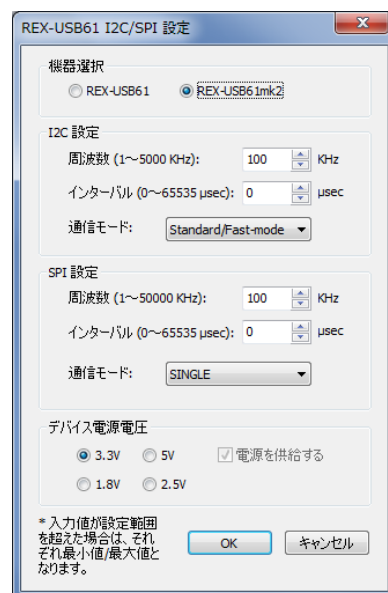 REX-USB61 I2C/SPI 設定
機器選択
REX-USB61 REX-USB61mk2
I2C 設定
周波数 (1～5000 KHz): 100 KHz
インターバル (0～65535 μsec): 0 μsec
通信モード: Standard/Fast-mode
SPI 設定
周波数 (1～50000 KHz): 100 KHz
インターバル (0～65535 μsec): 0 μsec
通信モード: SINGLE
デバイス電源電圧
3.3V 5V 電源を供給する
1.8V 2.5V
* 入力値が設定範囲
を超えた場合は、それ
ぞれ最小値/最大値と
なります。
OK キャンセル